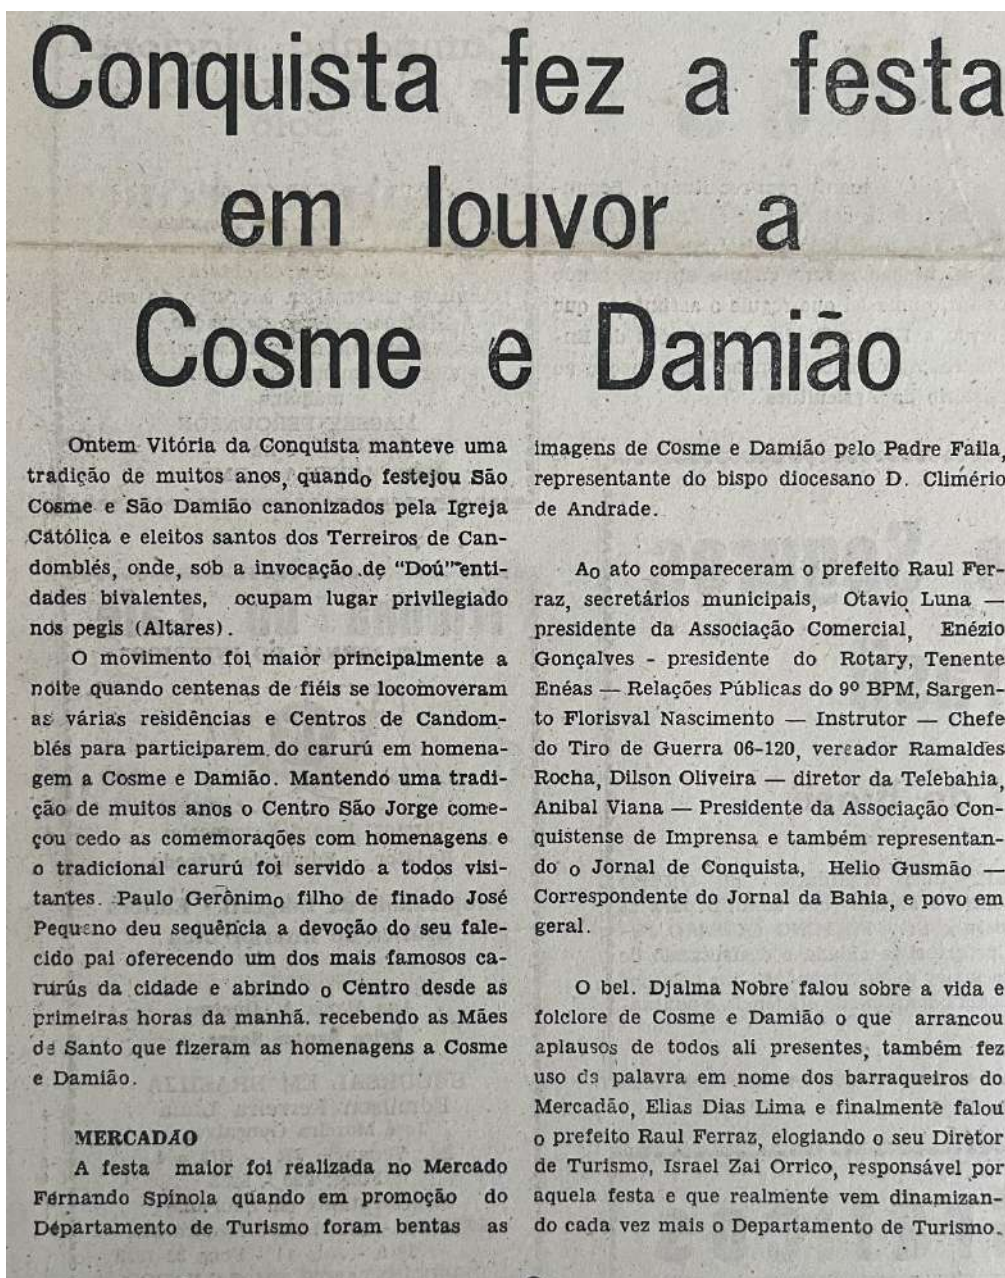 Conquista fez a festa
em louvor a
Cosme e Damião
Ontem Vitória da Conquista manteve uma
tradição de muitos anos, quando festejou São
Cosme e São Damião canonizados pela Igreja
Católica e eleitos santos dos Terreiros de Can-
domblés, onde, sob a invocação de "Doú" enti-
dades bivalentes, ocupam lugar privilegiado
nos pegis (Altares).
O movimento foi maior principalmente a
noite quando centenas de fiéis se locomoveram
as várias residências e Centros de Candom-
blés para participarem do carurú em homena-
gem a Cosme e Damião. Mantendo uma tradi-
ção de muitos anos o Centro São Jorge come-
çou cedo as comemorações com homenagens e
o tradicional carurú foi servido a todos visi-
tantes. Paulo Gerônimo filho de finado José
Pequeno deu sequência a devoção do seu fale-
cido pai oferecendo um dos mais famosos ca-
rurús da cidade e abrindo o Centro desde as
primeiras horas da manhã. recebendo as Mães
de Santo que fizeram as homenagens a Cosme
e Damião.
MERCADÃO
A festa maior foi realizada no Mercado
Fernando Spínola quando em promoção do
Departamento de Turismo foram bentas as
imagens de Cosme e Damião pelo Padre Faila,
representante do bispo diocesano D. Climério
de Andrade.
Ao ato compareceram o prefeito Raul Fer-
raz, secretários municipais, Otavio Luna —
presidente da Associação Comercial, Enézio
Gonçalves - presidente do Rotary, Tenente
Enéas — Relações Públicas do 9º BPM, Sargen-
to Florisval Nascimento — Instrutor — Chefe
do Tiro de Guerra 06-120, vereador Ramaldes
Rocha, Dilson Oliveira — diretor da Telebahia,
Anibal Viana — Presidente da Associação Con-
quistense de Imprensa e também representan-
do o Jornal de Conquista, Helio Gusmão —
Correspondente do Jornal da Bahia, e povo em
geral.
O bel. Djalma Nobre falou sobre a vida e
folclore de Cosme e Damião o que arrancou
aplausos de todos ali presentes, também fez
uso da palavra em nome dos barraqueiros do
Mercadão, Elias Dias Lima e finalmente falou
o prefeito Raul Ferraz, elogiando o seu Diretor
de Turismo, Israel Zai Orrico, responsável por
aquela festa e que realmente vem dinamizan-
do cada vez mais o Departamento de Turismo.